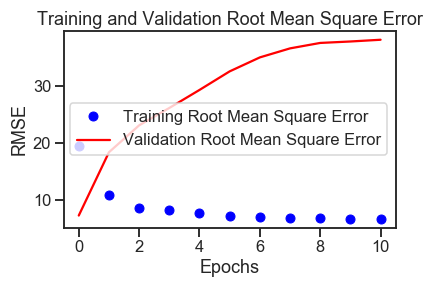 Training and Validation Root Mean Square Error
30
20
10
RMSE
Training Root Mean Square Error
Validation Root Mean Square Error
0 2 4 6 8 10
Epochs